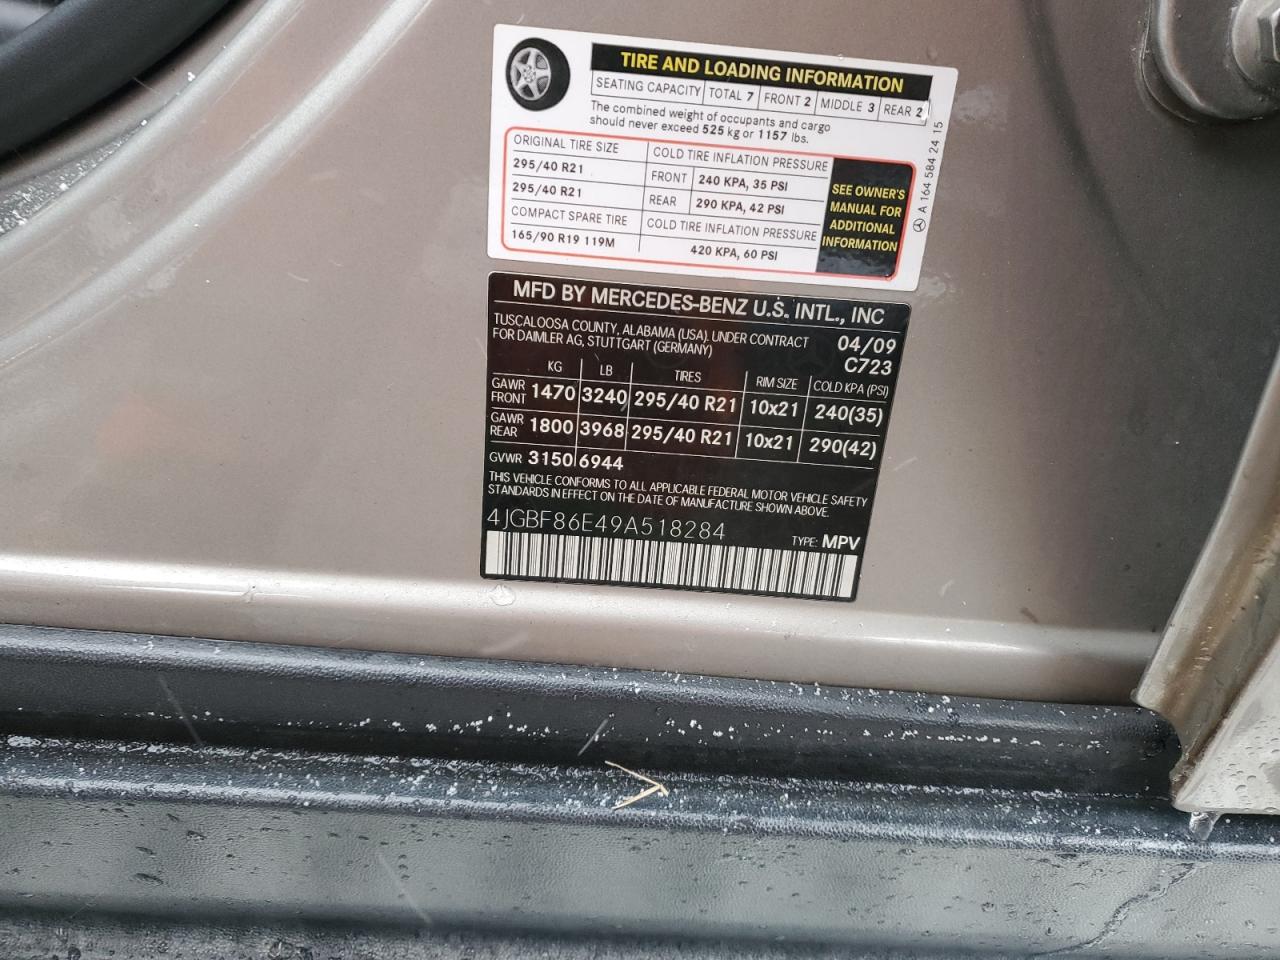 TIRE AND LOADING INFORMATION
SEATING CAPACITY TOTAL 7 FRONT 2 MIDDLE 3 REAR 2
The combined weight of occupants and cargo
should never exceed 525 kg or 1157 lbs.
ORIGINAL TIRE SIZE COLD TIRE INFLATION PRESSURE
295/40 R21 FRONT 240 KPA, 35 PSI
295/40 R21 REAR 290 KPA, 42 PSI
COMPACT SPARE TIRE COLD TIRE INFLATION PRESSURE
165/90 R19 119M 420 KPA, 60 PSI
SEE OWNER'S
MANUAL FOR
ADDITIONAL
INFORMATION
A 164 584 24 15
MFD BY MERCEDES-BENZ U.S. INTL., INC
TUSCALOOSA COUNTY, ALABAMA (USA). UNDER CONTRACT 04/09
FOR DAIMLER AG, STUTTGART (GERMANY) C723
KG LB TIRES RIM SIZE COLD KPA (PSI)
GAWR FRONT 1470 3240 295/40 R21 10x21 240(35)
GAWR REAR 1800 3968 295/40 R21 10x21 290(42)
GVWR 3150 6944
THIS VEHICLE CONFORMS TO ALL APPLICABLE FEDERAL MOTOR VEHICLE SAFETY
STANDARDS IN EFFECT ON THE DATE OF MANUFACTURE SHOWN ABOVE.
4JGBF86E49A518284 TYPE: MPV